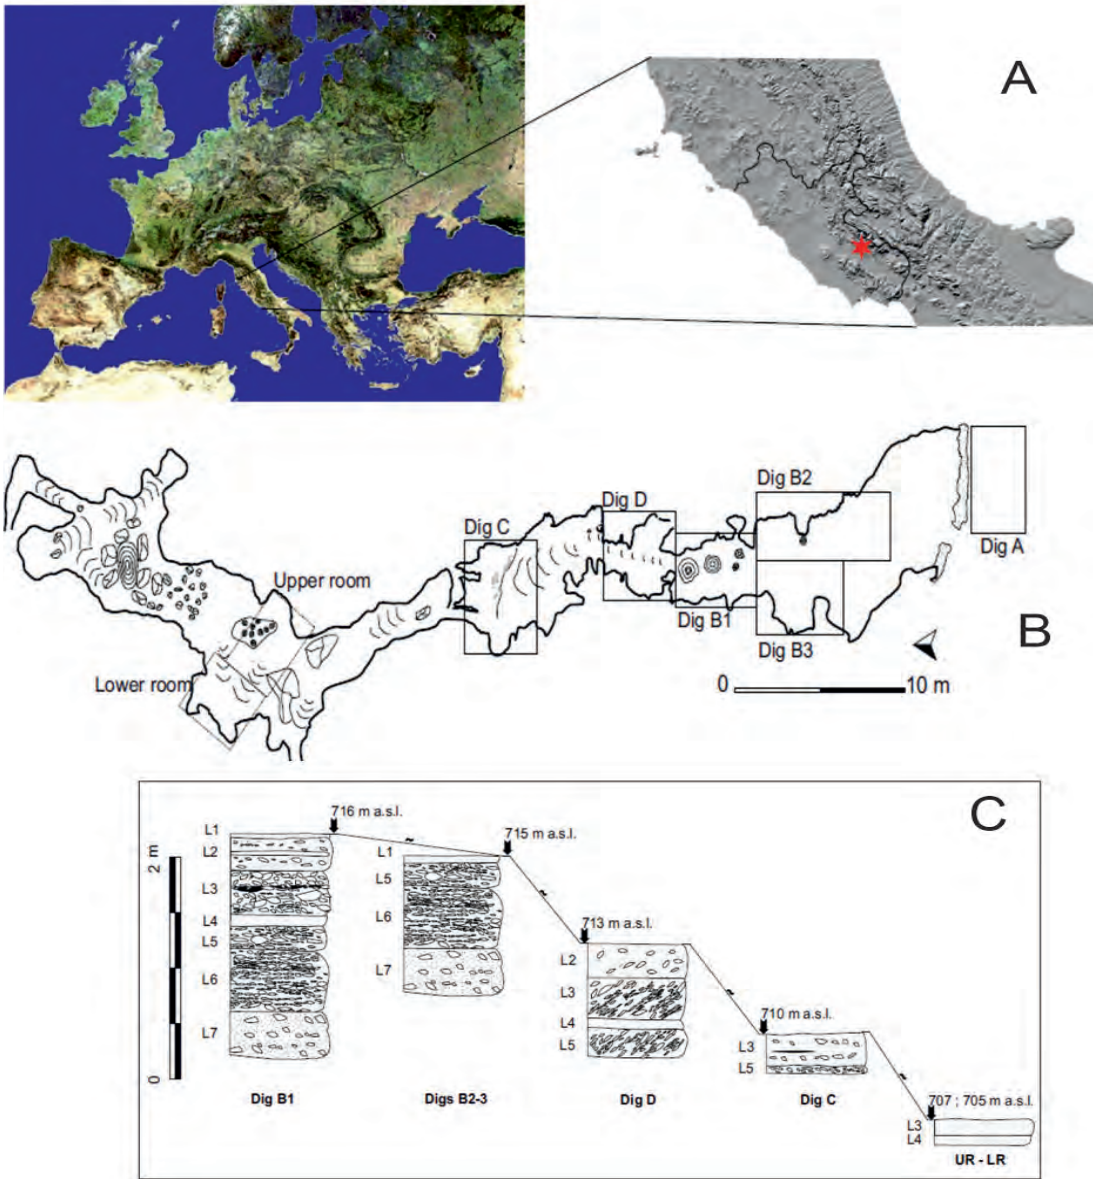 A
Dig B2
Dig D
Dig C
Dig A
Upper room
Dig B1
B
Dig B3
Lower room
0 10 m
C
716 m a.s.l.
715 m a.s.l.
L1
L2
L3
L4
L5
L6
L7
L1
L5
L6
L7
713 m a.s.l.
L2
L3
L4
L5
710 m a.s.l.
L3
L5
707 ; 705 m a.s.l.
L3
L4
2 m
0
~
~
~
~
Dig B1
Digs B2-3
Dig D
Dig C
UR - LR